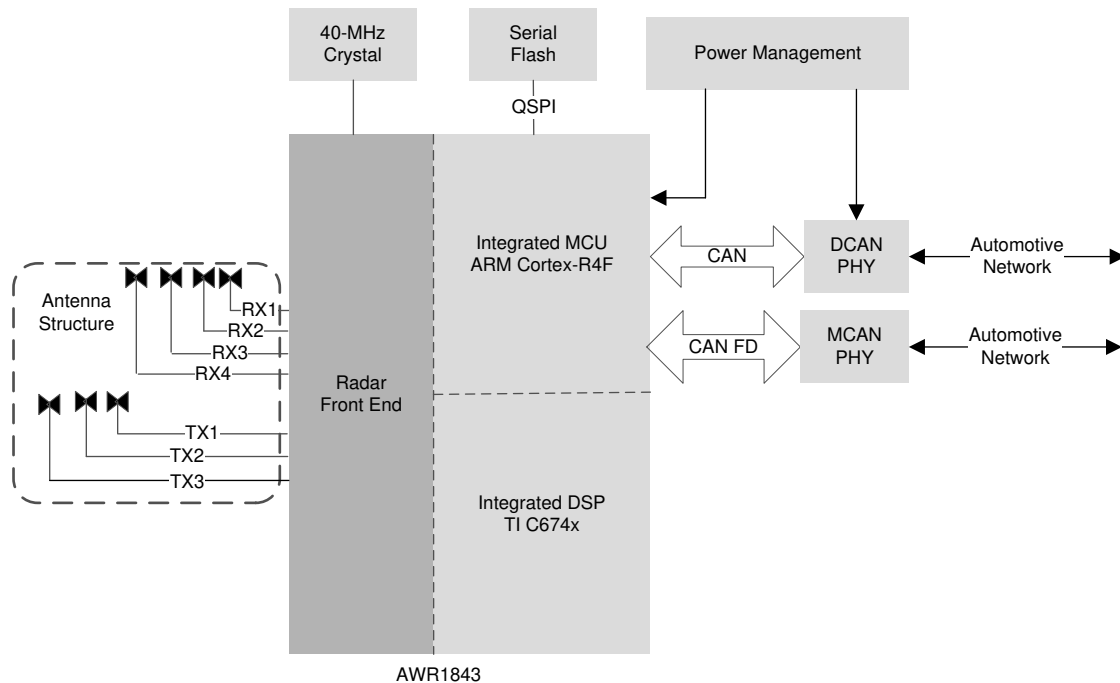 40-MHz
Crystal
Serial
Flash
Power Management
QSPI
Integrated MCU
ARM Cortex-R4F
CAN
DCAN
PHY
Automotive
Network
Antenna
Structure
RX1
RX2
RX3
RX4
CAN FD
MCAN
PHY
Automotive
Network
Radar
Front End
TX1
TX2
TX3
Integrated DSP
TI C674x
AWR1843